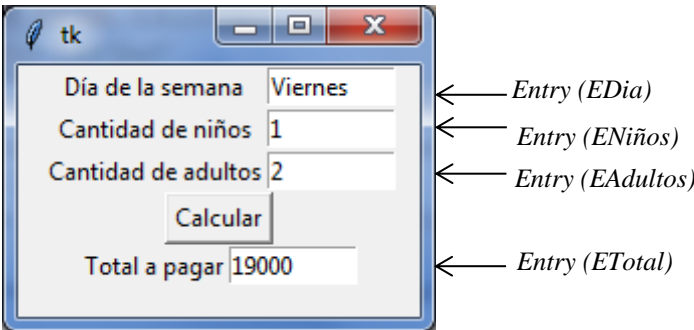 tk
Día de la semana Viernes Entry (EDia)
Cantidad de niños 1 Entry (ENiños)
Cantidad de adultos 2 Entry (EAdultos)
Calcular
Total a pagar 19000 Entry (ETotal)